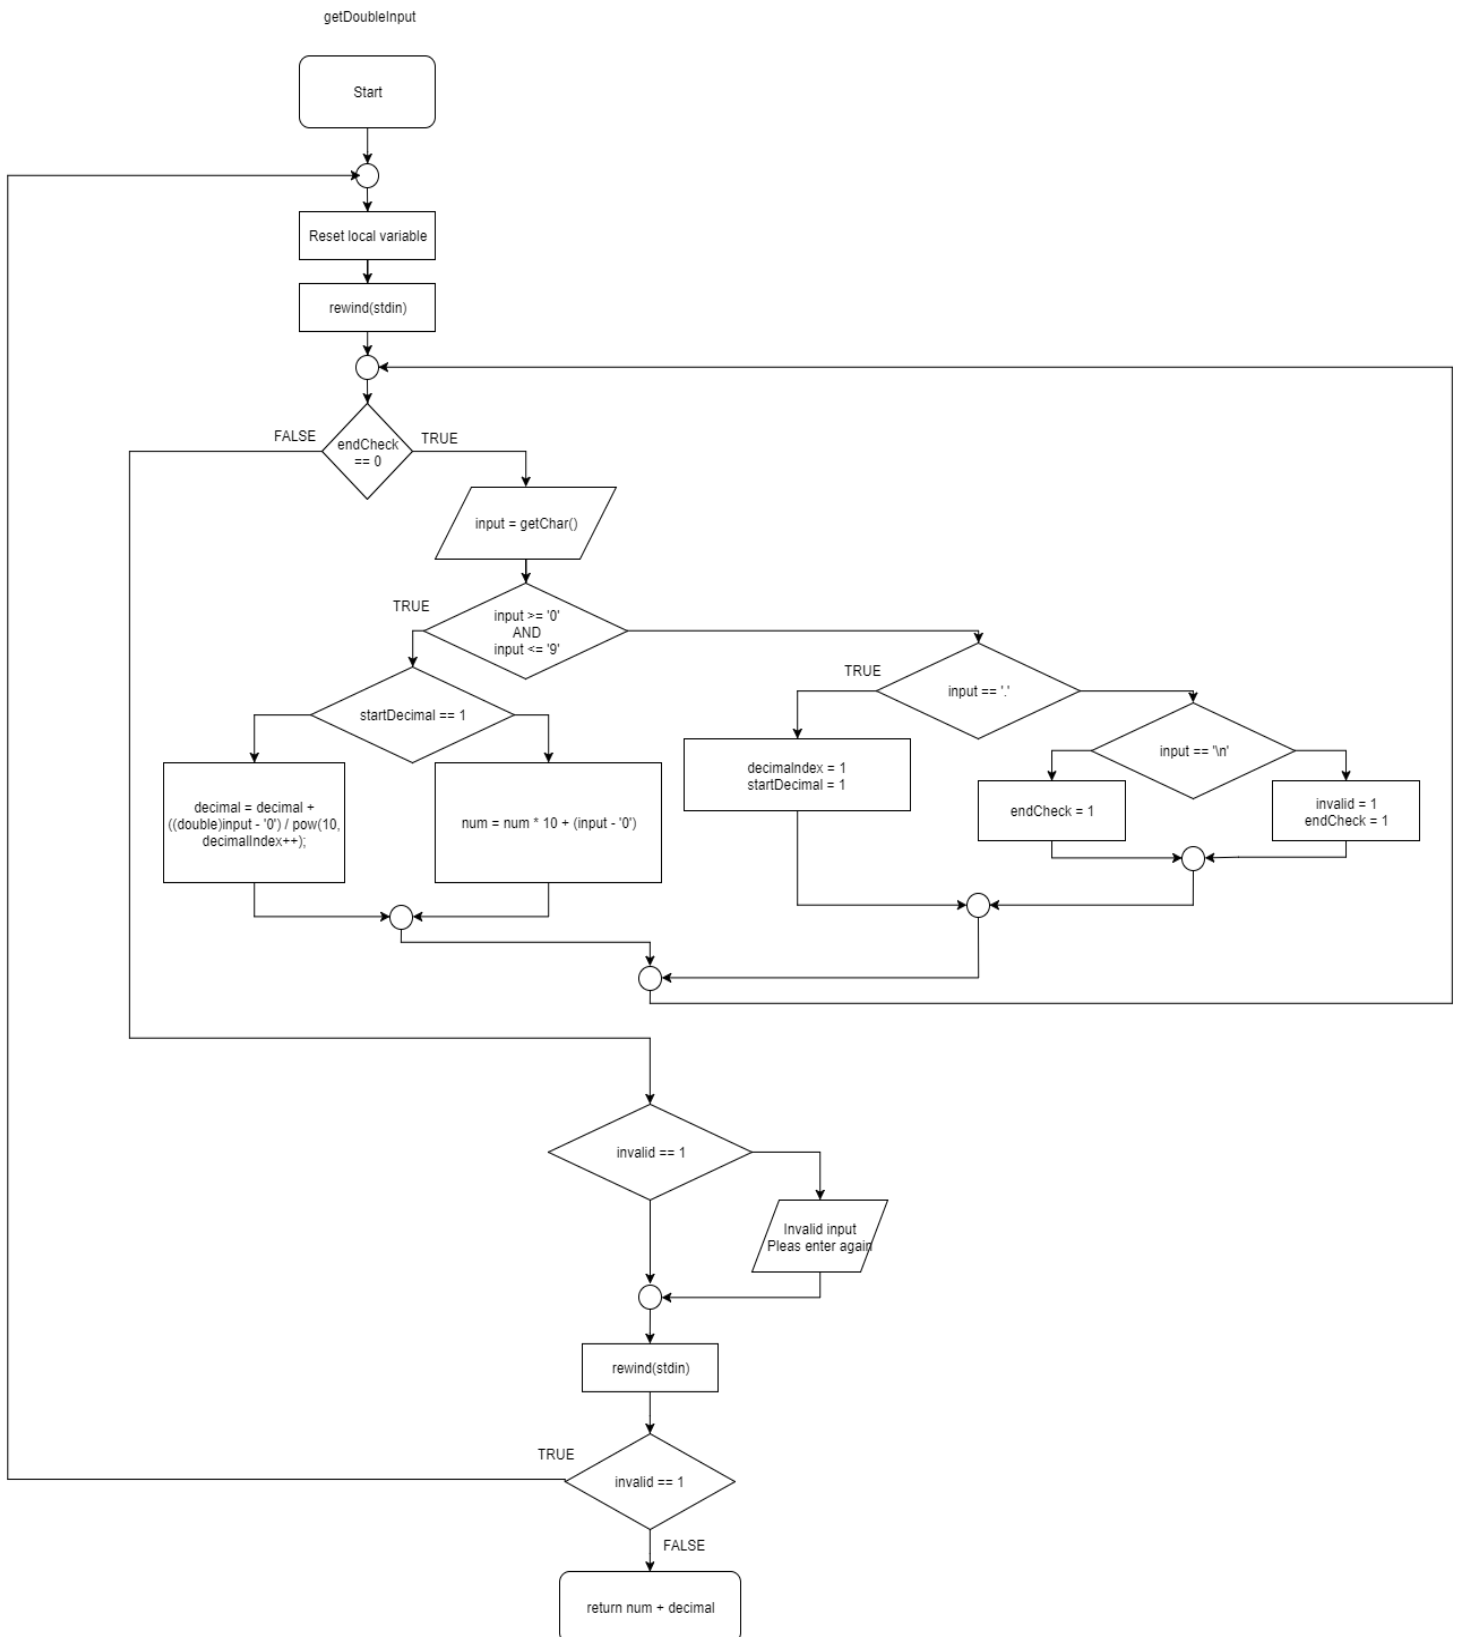 getDoubleInput
Start
Reset local variable
rewind(stdin)
FALSE
TRUE
endCheck
== 0
input = getChar()
TRUE
input >= '0'
AND
input <= '9'
TRUE
input == '.'
startDecimal == 1
input == '\n'
decimaIndex = 1
startDecimal = 1
endCheck = 1
invalid = 1
endCheck = 1
decimal = decimal +
((double)input - '0') / pow(10,
decimalIndex++);
num = num * 10 + (input - '0')
invalid == 1
Invalid input
Pleas enter again
rewind(stdin)
TRUE
invalid == 1
FALSE
return num + decimal